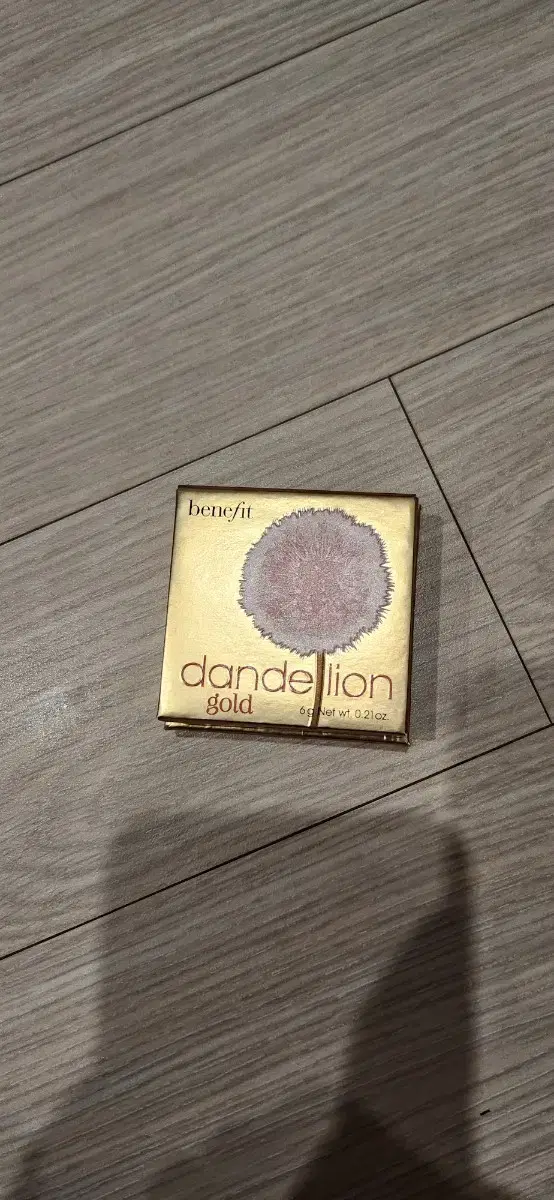 benefit
dandelion
gold
6g Net wt. 0.21oz.